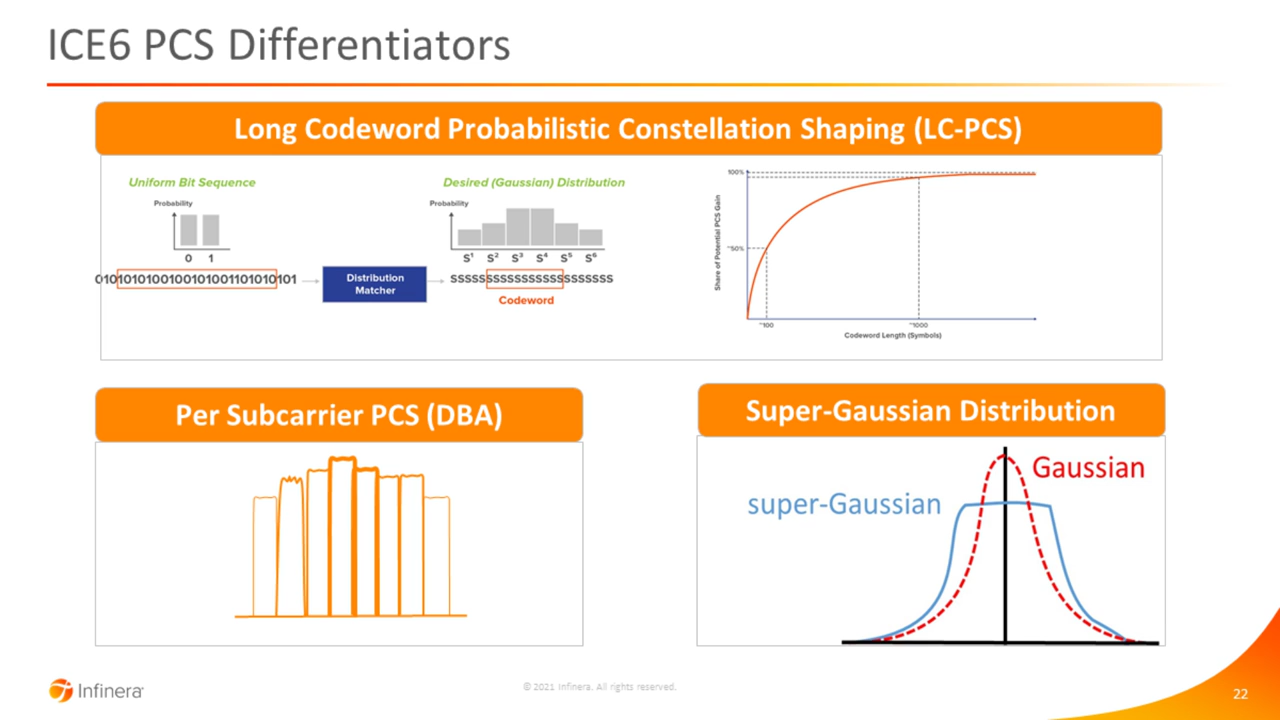 ICE6 PCS Differentiators
Long Codeword Probabilistic Constellation Shaping (LC-PCS)
Uniform Bit Sequence
Probability
0 1
010101010010010100110101010101
Distribution
Matcher
Desired (Gaussian) Distribution
Probability
S¹ S² S³ S⁴ S⁵ S⁶
SSSSSSSSSSSSSSSSSSSSSSSS
Codeword
Share of Potential PCS Gain
100%
~50%
~100
~1000
Codeword Length (Symbols)
Per Subcarrier PCS (DBA)
Super-Gaussian Distribution
Gaussian
super-Gaussian
Infinera
© 2021 Infinera. All rights reserved.
22